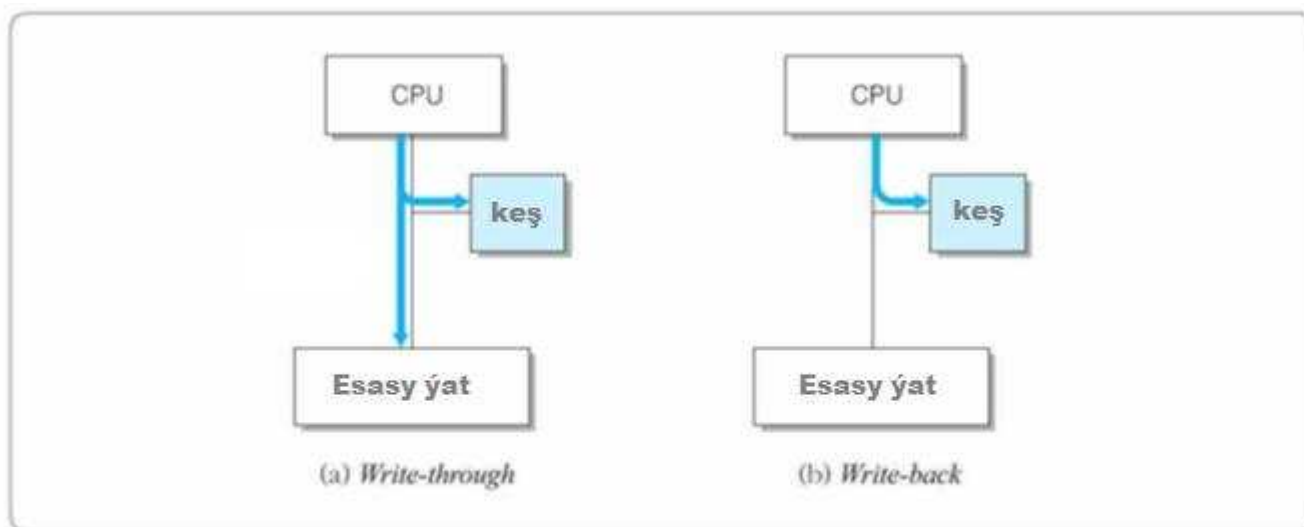 CPU
CPU
keş
keş
Esasy ýat
Esasy ýat
(a) Write-through
(b) Write-back